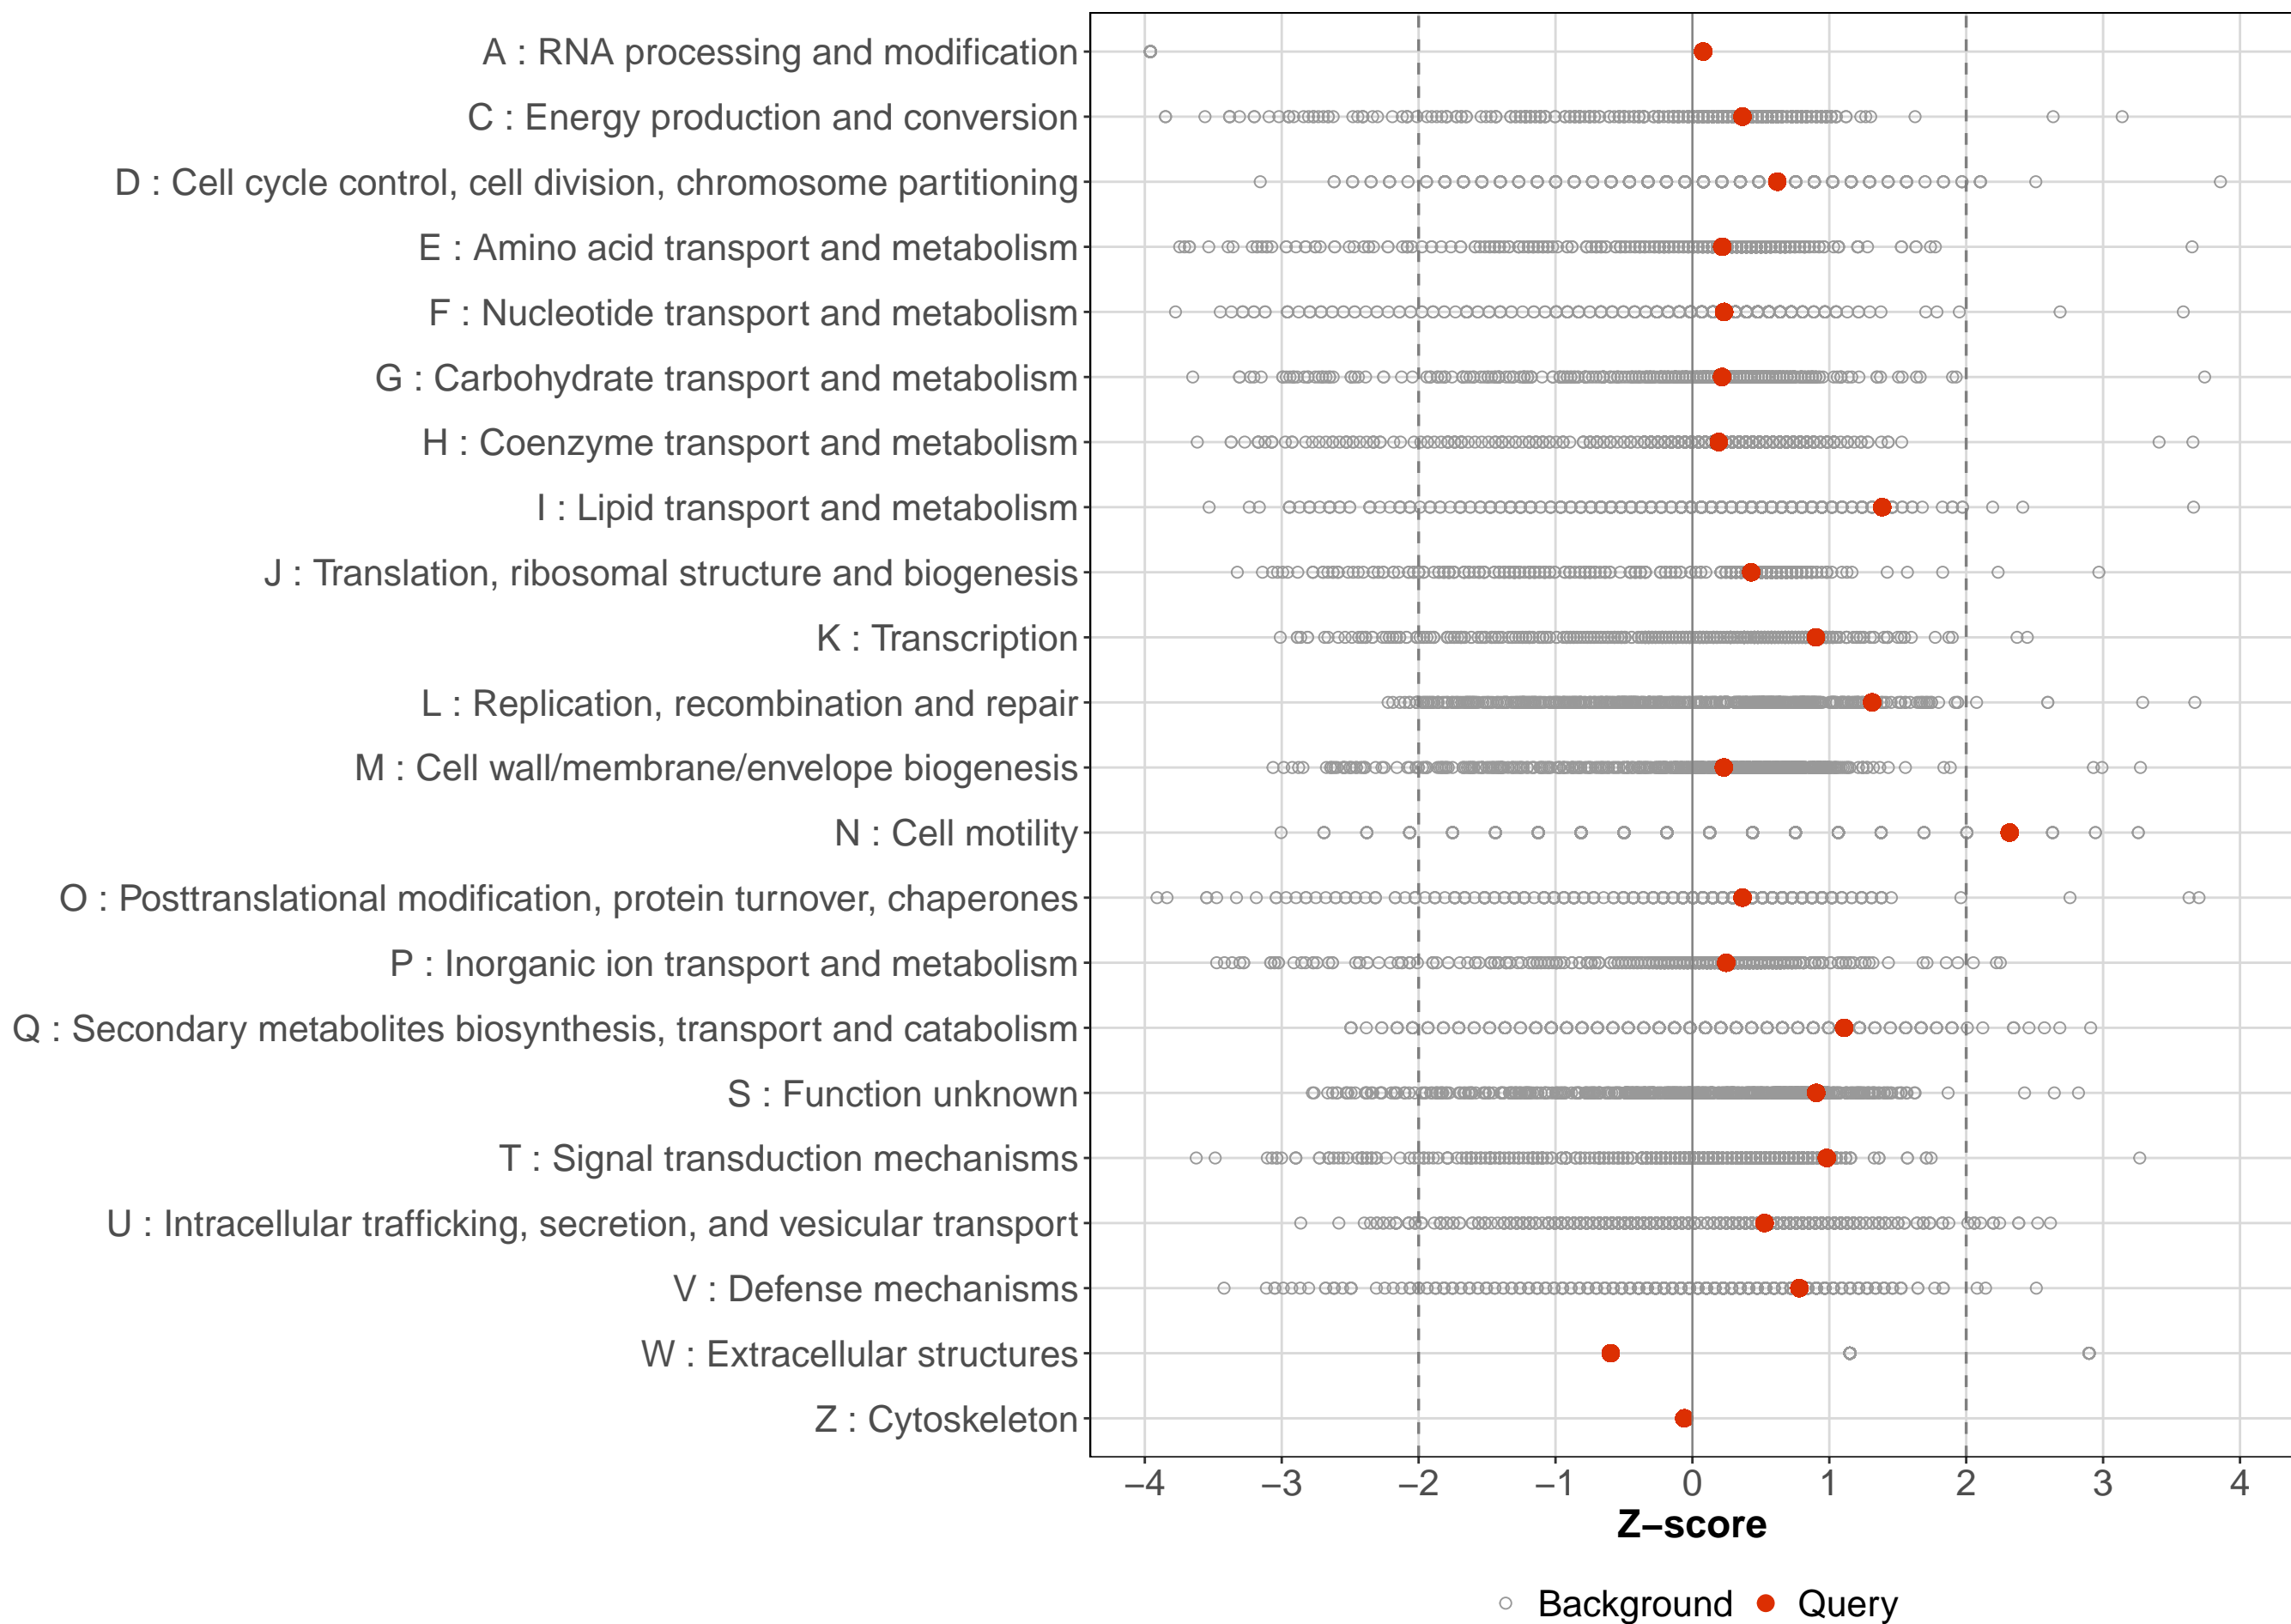 A : RNA processing and modification
C : Energy production and conversion
D : Cell cycle control, cell division, chromosome partitioning
E : Amino acid transport and metabolism
F : Nucleotide transport and metabolism
G : Carbohydrate transport and metabolism
H : Coenzyme transport and metabolism
I : Lipid transport and metabolism
J : Translation, ribosomal structure and biogenesis
K : Transcription
L : Replication, recombination and repair
M : Cell wall/membrane/envelope biogenesis
N : Cell motility
O : Posttranslational modification, protein turnover, chaperones
P : Inorganic ion transport and metabolism
Q : Secondary metabolites biosynthesis, transport and catabolism
S : Function unknown
T : Signal transduction mechanisms
U : Intracellular trafficking, secretion, and vesicular transport
V : Defense mechanisms
W : Extracellular structures
Z : Cytoskeleton
−4 −3 −2 −1 0 1 2 3 4
Z−score
Background Query